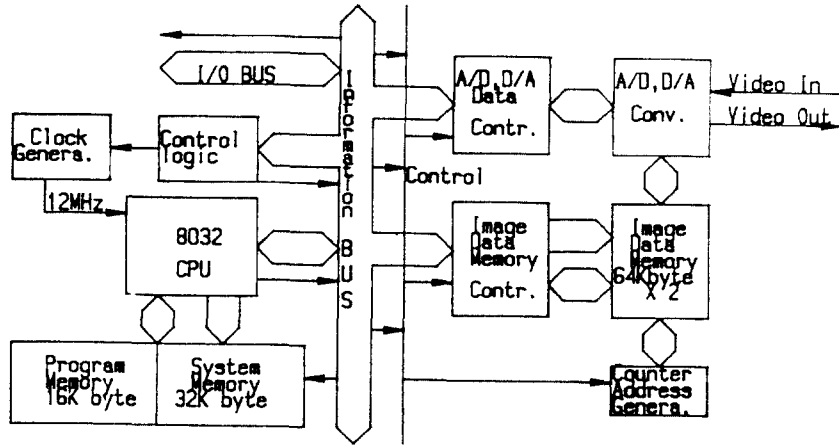 I/O BUS
Information BUS
A/D,D/A
Data
Contr.
A/D,D/A
Conv.
Video In
Video Out
Clock
Genera.
Control
logic
Control
12MHz
8032
CPU
Image
Data
Memory
Contr.
Image
Data
Memory
64Kbyte
X 2
Program
Memory
16K byte
System
Memory
32K byte
Counter
Address
Genera.